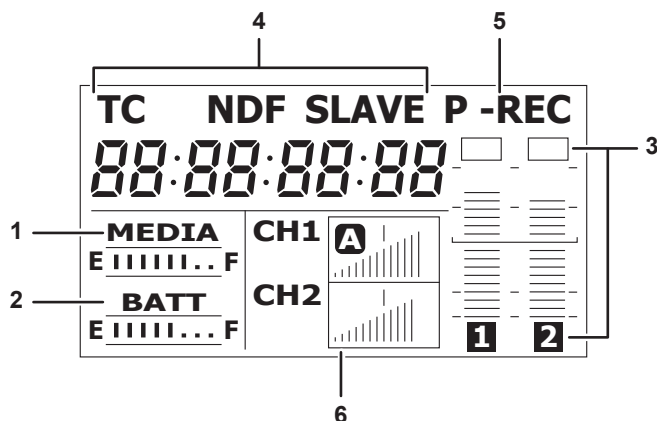 4 5
TC NDF SLAVE P -REC
88:88:88:88
3
1 MEDIA CH1 A
E F
2 BATT CH2
E F
1 2
6